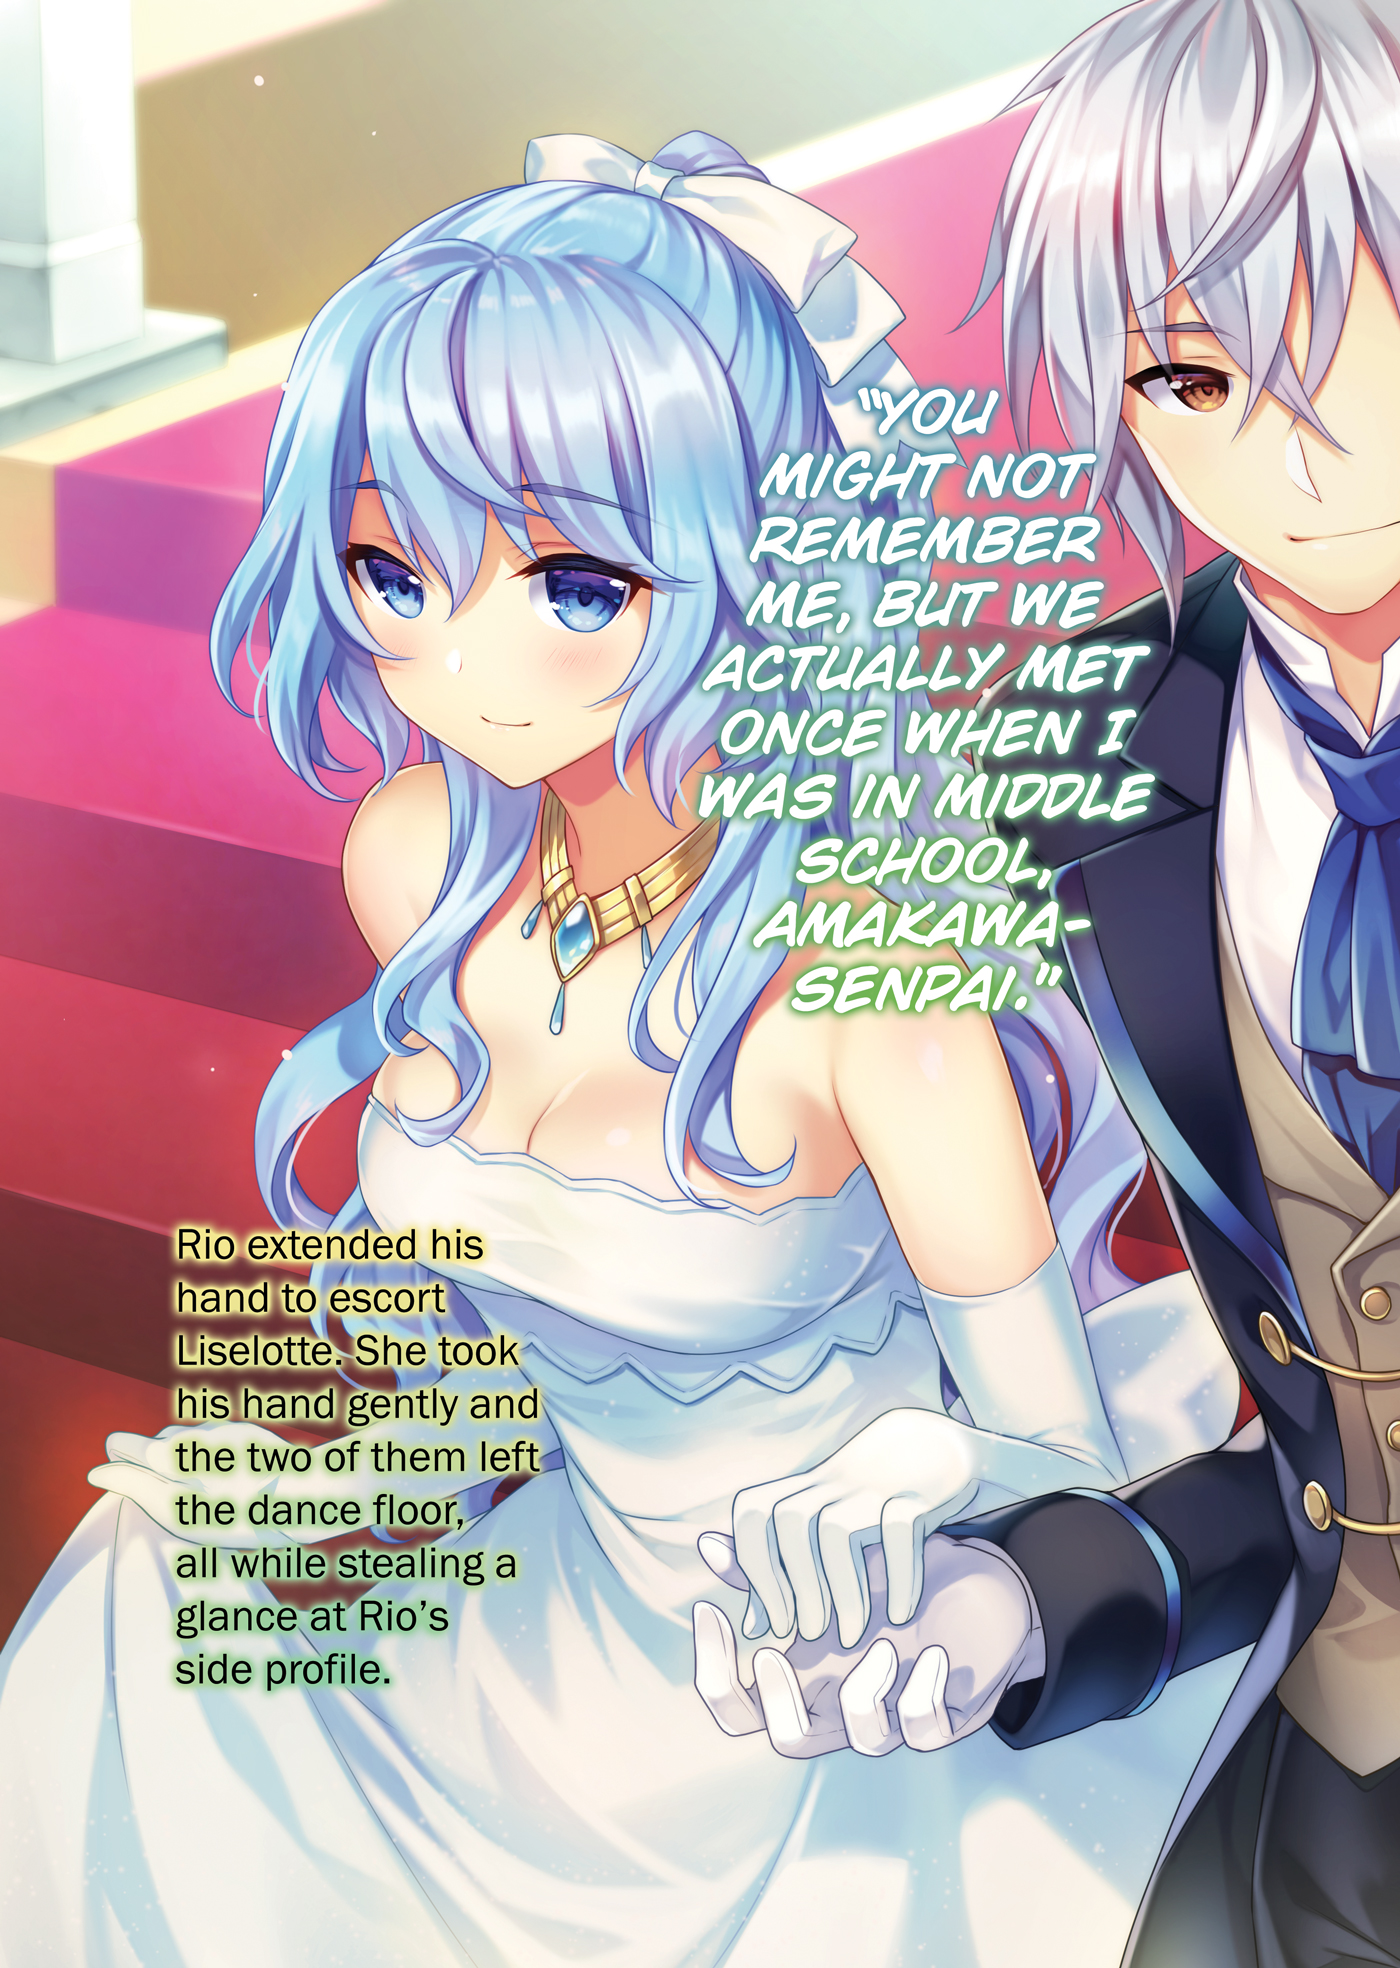 “YOU
MIGHT NOT
REMEMBER
ME, BUT WE
ACTUALLY MET
ONCE WHEN I
WAS IN MIDDLE
SCHOOL,
AMAKAWA-
SENPAI.”
Rio extended his
hand to escort
Liselotte. She took
his hand gently and
the two of them left
the dance floor,
all while stealing a
glance at Rio’s
side profile.